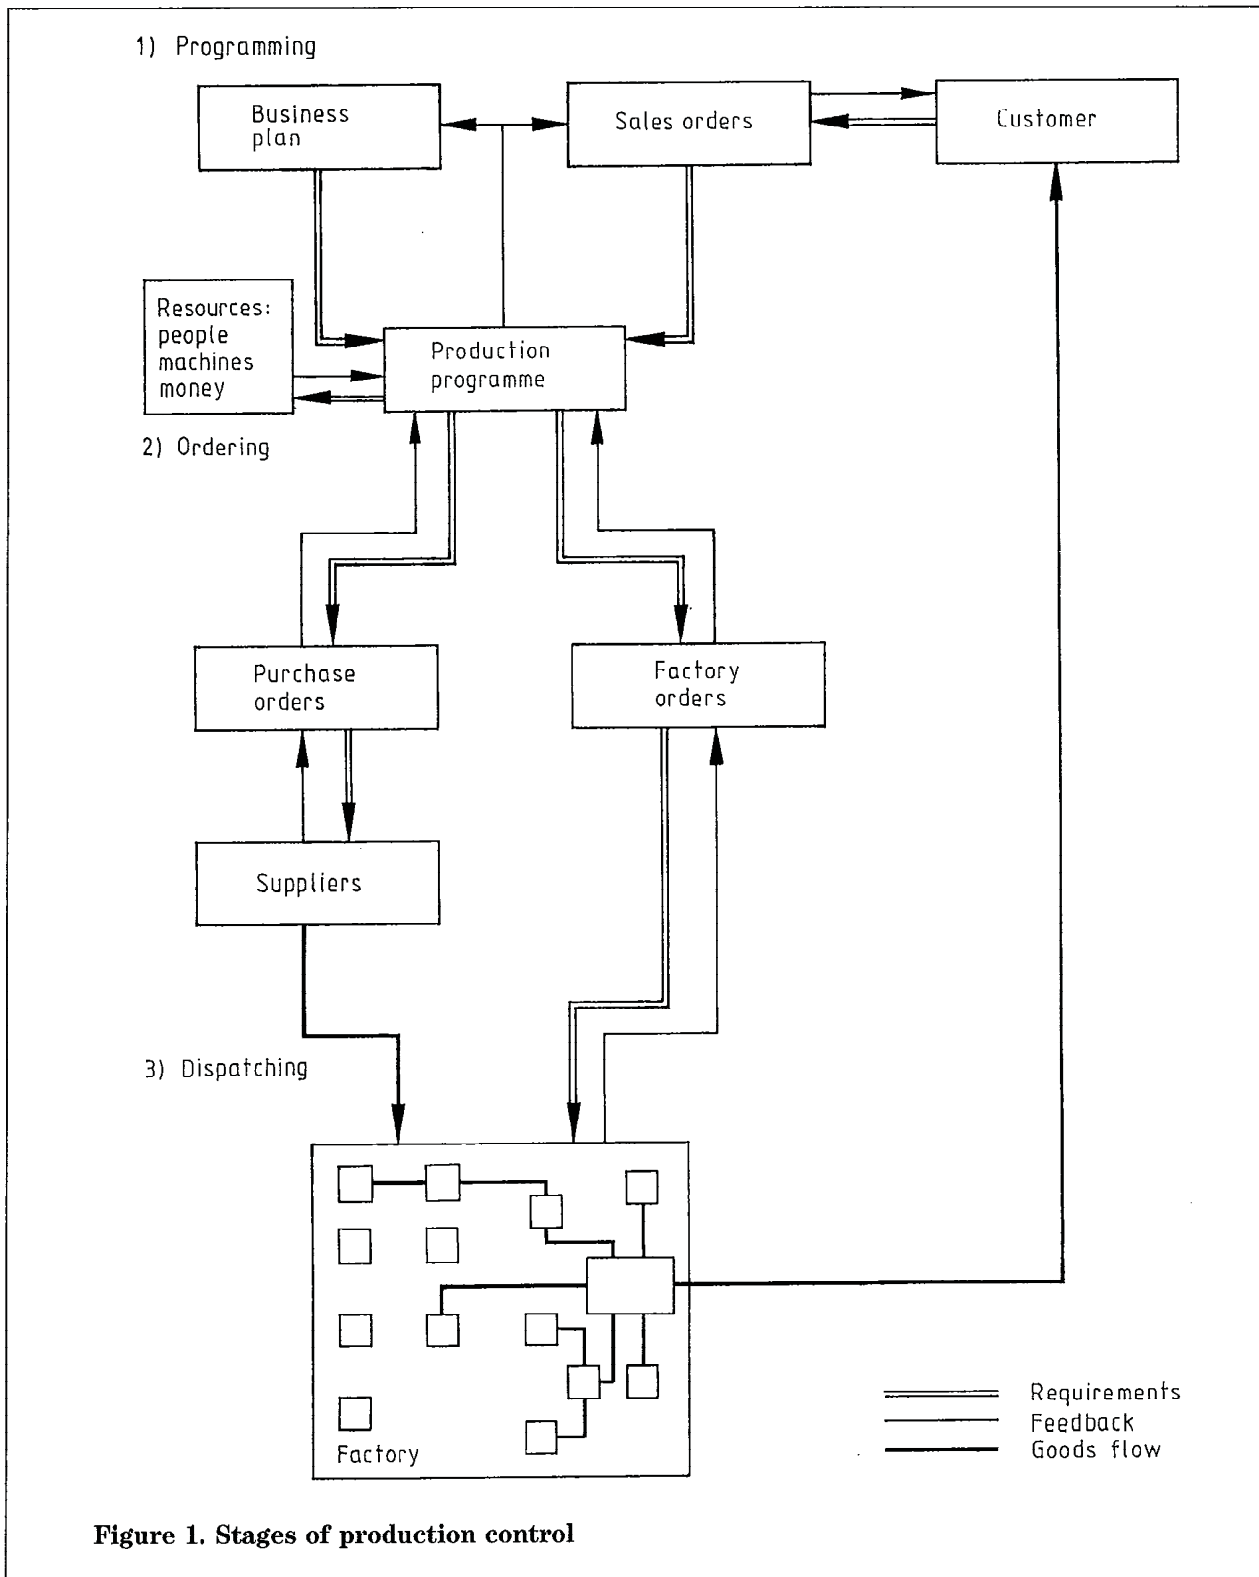 1) Programming
Business
plan
Sales orders
Customer
Resources:
people
machines
money
Production
programme
2) Ordering
Purchase
orders
Factory
orders
Suppliers
3) Dispatching
Factory
Requirements
Feedback
Goods flow
Figure 1. Stages of production control